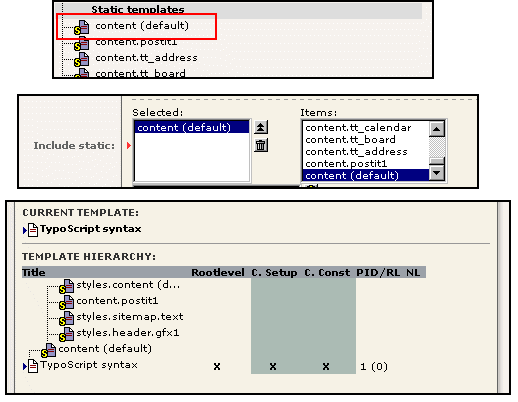 Static templates
content (default)
content.postit1
content.tt_address
content.tt_board
Selected: Items:
Include static:
content (default)
content.tt_calendar
content.tt_board
content.tt_address
content.postit1
content (default)
CURRENT TEMPLATE:
TypoScript syntax
TEMPLATE HIERARCHY:
Title Rootlevel C. Setup C. Const PID/RL NL
styles.content (d...
content.postit1
styles.sitemap.text
styles.header.gfx1
content (default)
TypoScript syntax x x x 1 (0)